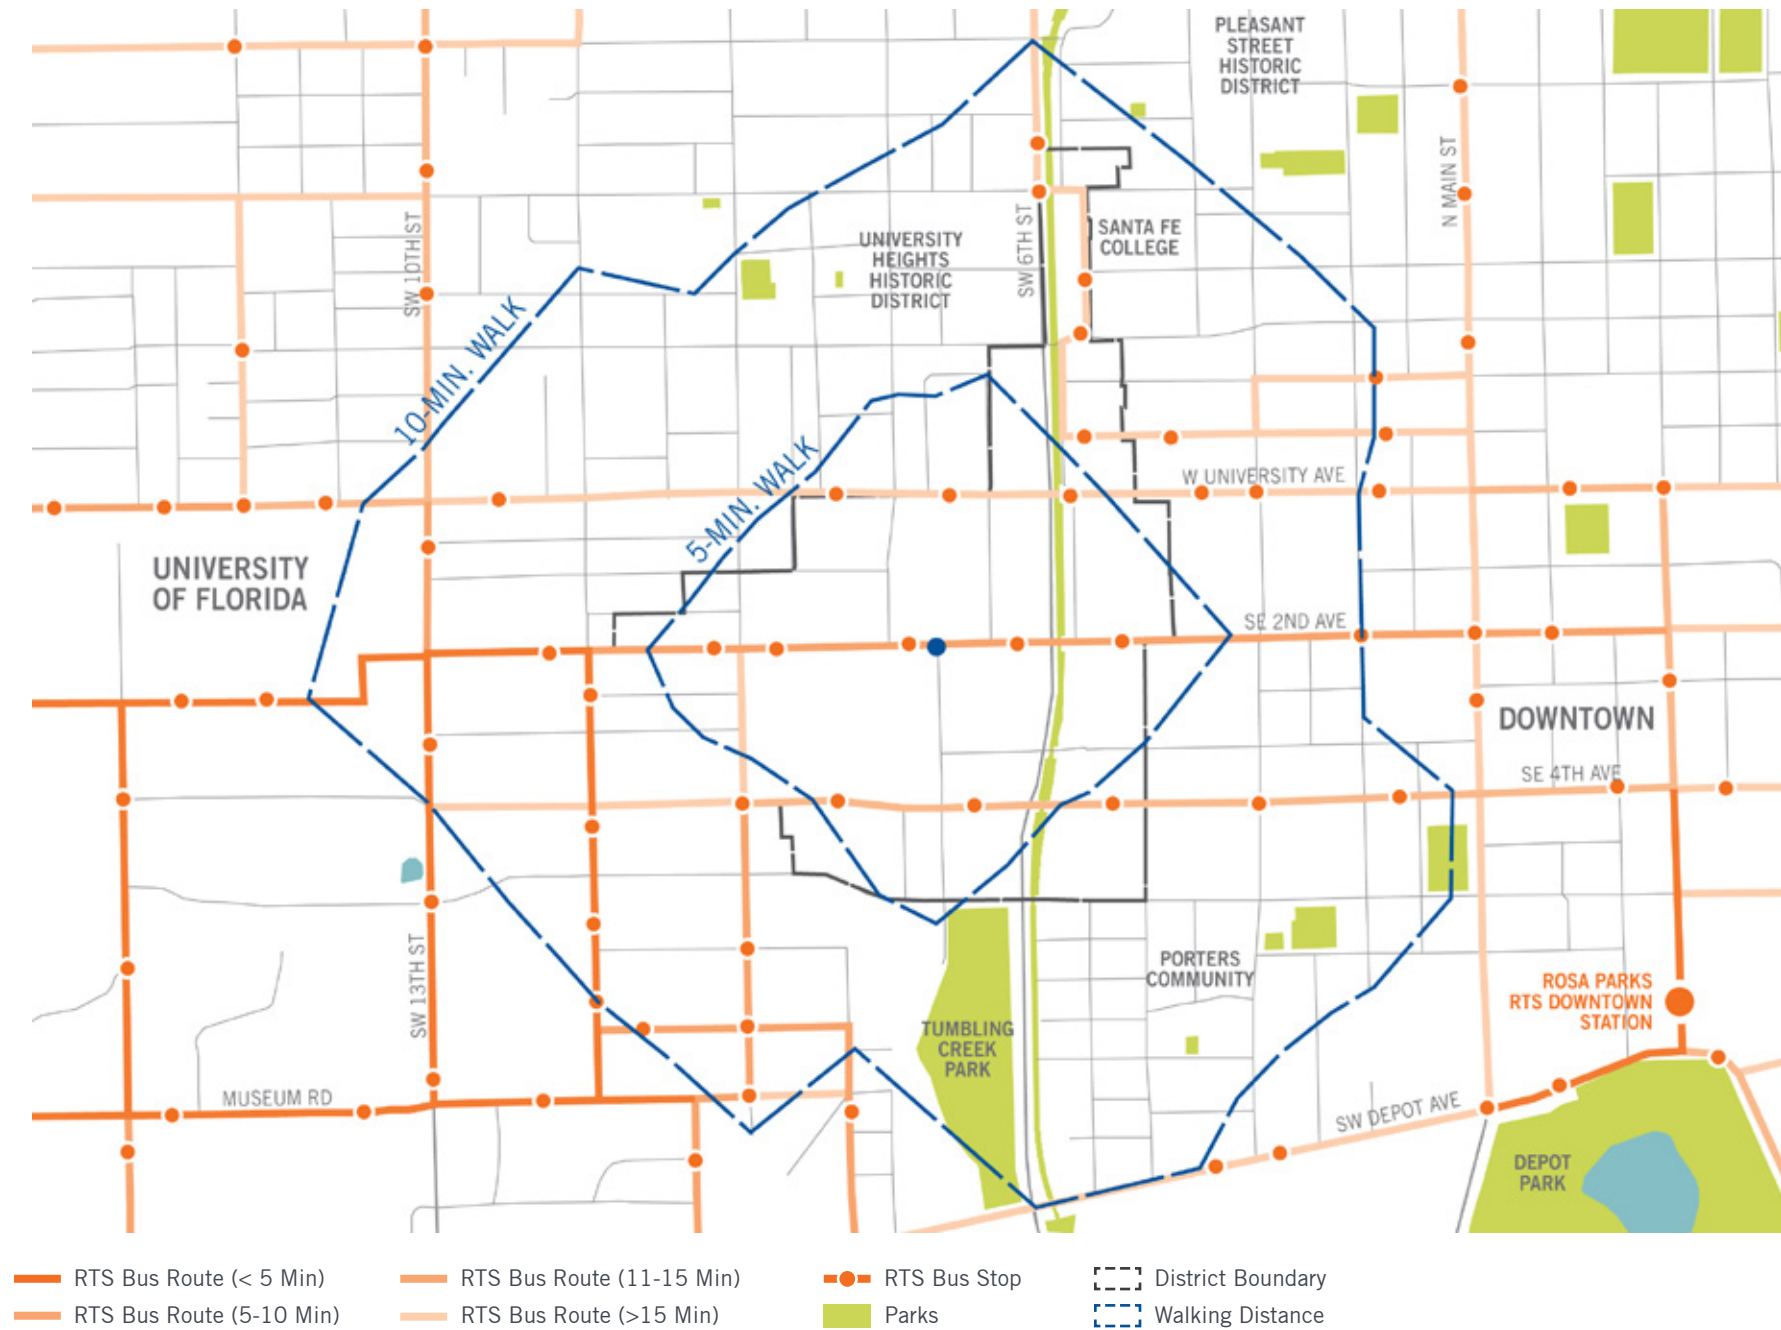 PLEASANT
STREET
HISTORIC
DISTRICT
N MAIN ST
SW 10TH ST
UNIVERSITY
HEIGHTS
HISTORIC
DISTRICT
SW 6TH ST
SANTA FE
COLLEGE
10-MIN. WALK
5-MIN. WALK
W UNIVERSITY AVE
UNIVERSITY
OF FLORIDA
SE 2ND AVE
DOWNTOWN
SE 4TH AVE
SW 13TH ST
PORTERS
COMMUNITY
ROSA PARKS
RTS DOWNTOWN
STATION
TUMBLING
CREEK
PARK
MUSEUM RD
SW DEPOT AVE
DEPOT
PARK
RTS Bus Route (< 5 Min)
RTS Bus Route (11-15 Min)
RTS Bus Stop
District Boundary
RTS Bus Route (5-10 Min)
RTS Bus Route (>15 Min)
Parks
Walking Distance